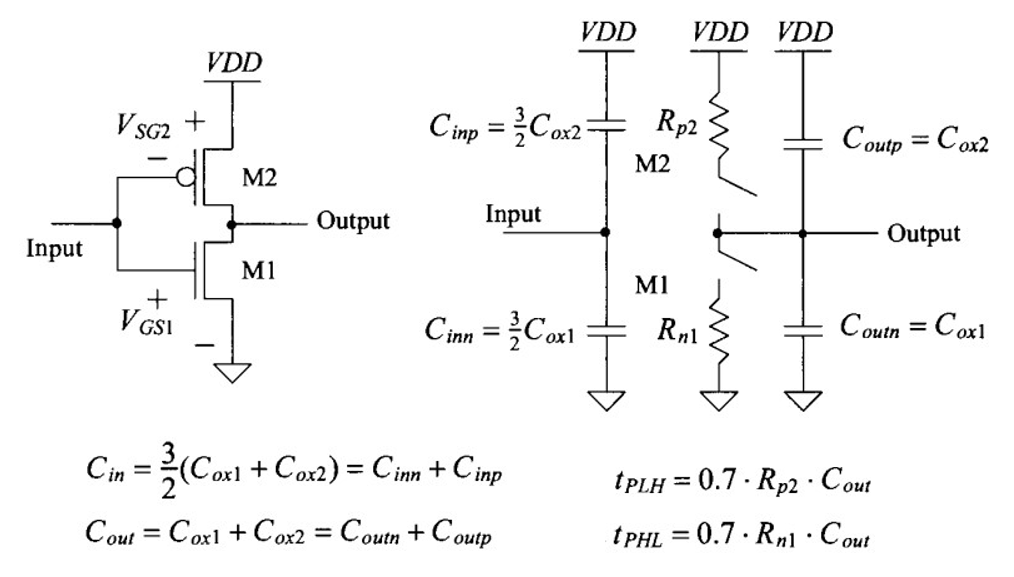 VDD
V_{SG2} +
−
M2
Input
Output
M1
+
V_{GS1}
−
VDD VDD VDD
C_{inp} = \frac{3}{2}C_{ox2}
R_{p2}
C_{outp} = C_{ox2}
M2
Input
Output
M1
C_{inn} = \frac{3}{2}C_{ox1}
R_{n1}
C_{outn} = C_{ox1}
C_{in} = \frac{3}{2}(C_{ox1} + C_{ox2}) = C_{inn} + C_{inp}
C_{out} = C_{ox1} + C_{ox2} = C_{outn} + C_{outp}
t_{PLH} = 0.7 · R_{p2} · C_{out}
t_{PHL} = 0.7 · R_{n1} · C_{out}